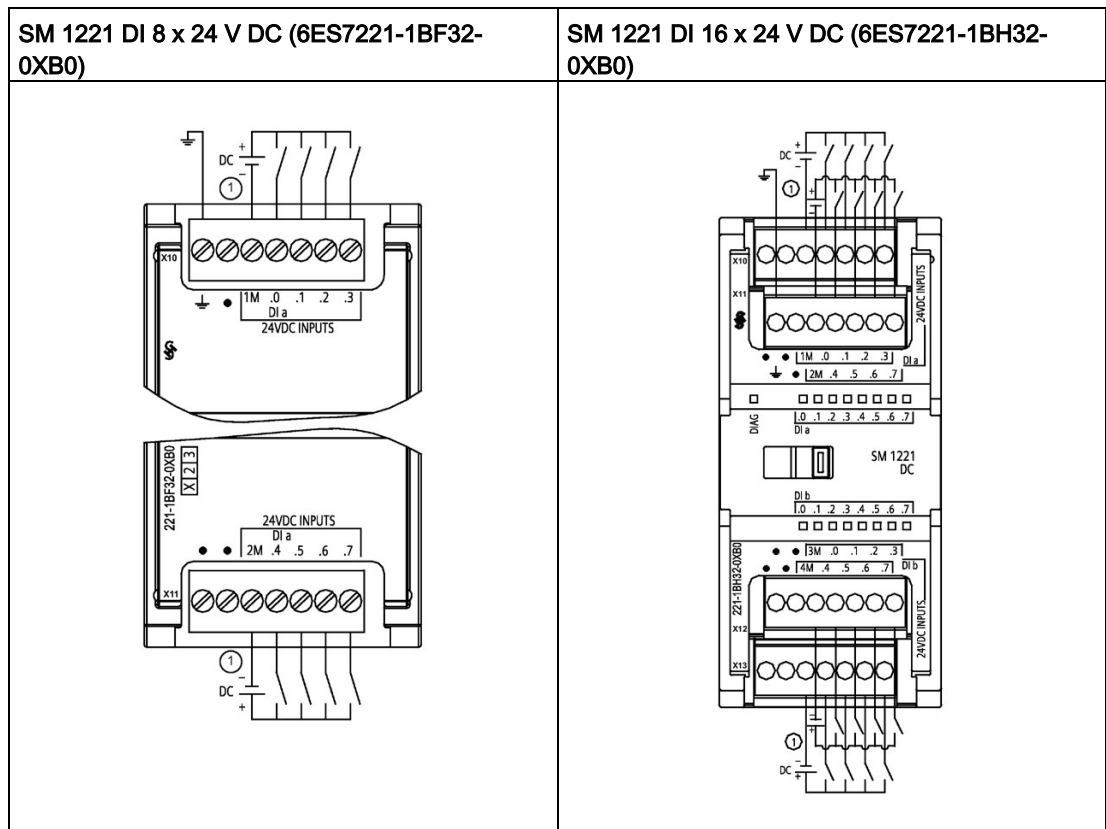 SM 1221 DI 8 x 24 V DC (6ES7221-1BF32-
0XB0)
SM 1221 DI 16 x 24 V DC (6ES7221-1BH32-
0XB0)
+
DC
−
1
X10
1M .0 .1 .2 .3
DI a
24VDC INPUTS
221-1BF32-0XB0
X 2 3
24VDC INPUTS
DI a
2M .4 .5 .6 .7
X11
1
−
DC
+
+
DC
−
1
+
−
X10
X11
24VDC INPUTS
1M .0 .1 .2 .3
DI a
2M .4 .5 .6 .7
DIAG
.0 .1 .2 .3 .4 .5 .6 .7
DI a
SM 1221
DC
DI b
.0 .1 .2 .3 .4 .5 .6 .7
3M .0 .1 .2 .3
DI b
4M .4 .5 .6 .7
221-1BH32-0XB0
24VDC INPUTS
X12
X13
−
+
1
−
DC
+